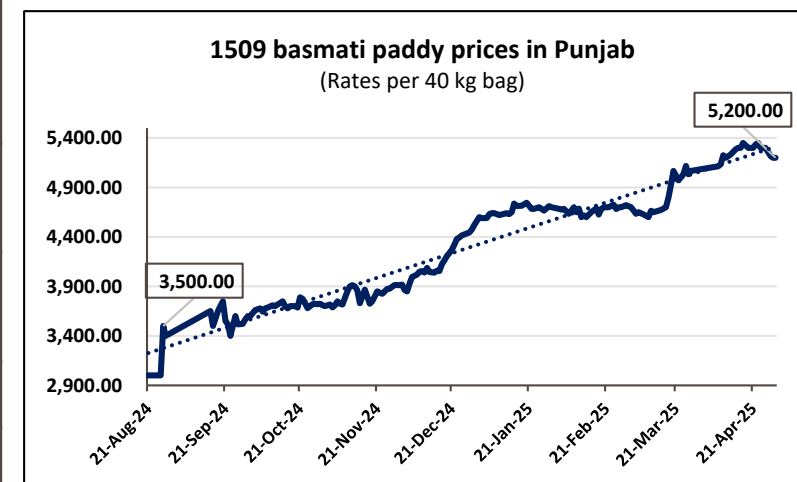 1509 basmati paddy prices in Punjab
(Rates per 40 kg bag)
5,200.00
5,400.00
4,900.00
4,400.00
3,900.00
3,500.00
3,400.00
2,900.00
21-Aug-24
21-Sep-24
21-Oct-24
21-Nov-24
21-Dec-24
21-Jan-25
21-Feb-25
21-Mar-25
21-Apr-25